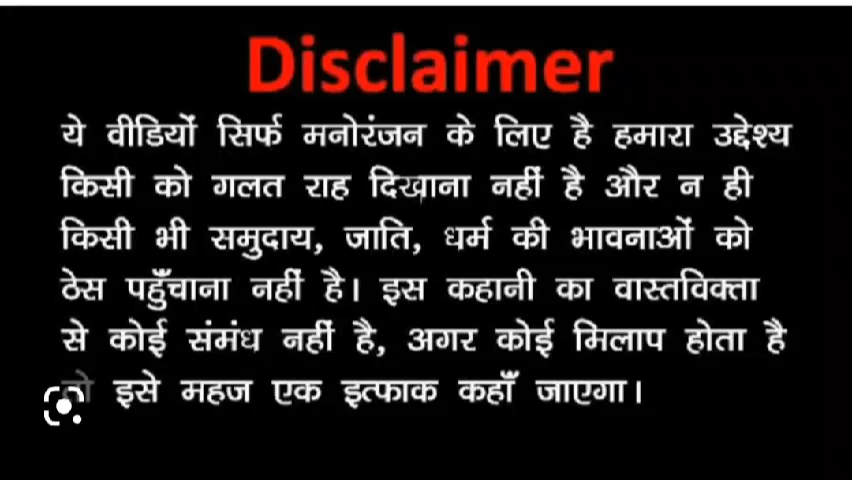 Disclaimer
ये वीडियों सिर्फ मनोरंजन के लिए है हमारा उद्देश्य
किसी को गलत राह दिखाना नहीं है और न ही
किसी भी समुदाय, जाति, धर्म की भावनाओं को
ठेस पहुँचाना नहीं है। इस कहानी का वास्तविक्ता
से कोई संमंध नहीं है, अगर कोई मिलाप होता है
तो इसे महज एक इत्फाक कहाँ जाएगा।